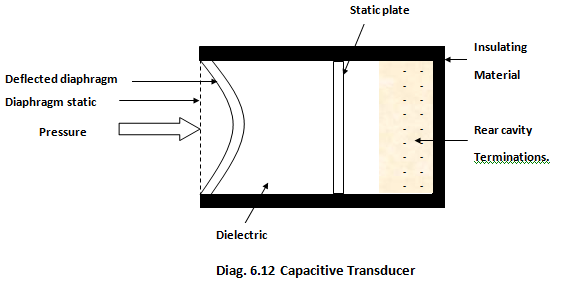 Static plate
Insulating
Material
Deflected diaphragm
Diaphragm static
Pressure
Rear cavity
Terminations.
Dielectric
Diag. 6.12 Capacitive Transducer